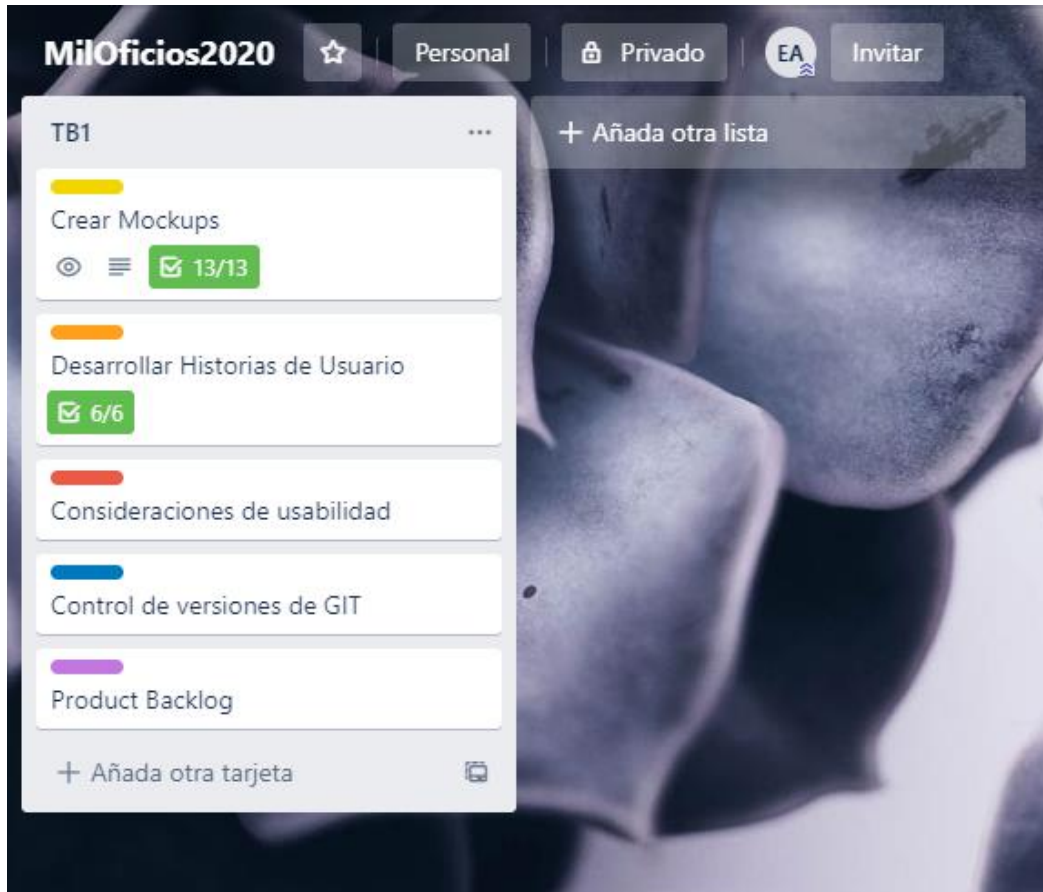 MilOficios2020 Personal Privado EA Invitar
TB1
+ Añada otra lista
Crear Mockups
13/13
Desarrollar Historias de Usuario
6/6
Consideraciones de usabilidad
Control de versiones de GIT
Product Backlog
+ Añada otra tarjeta